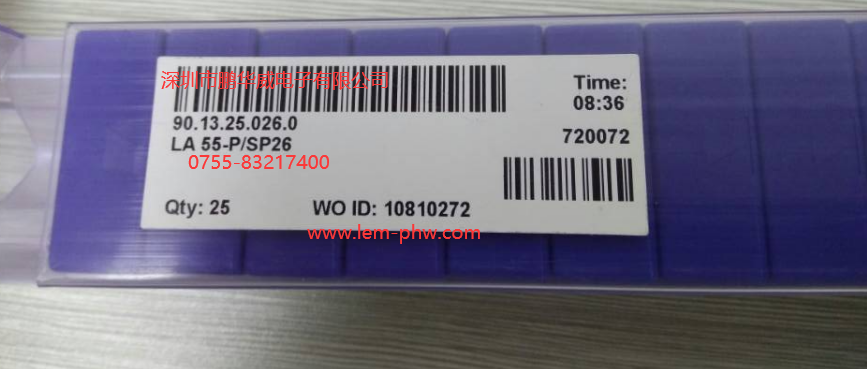 深圳市鹏华威电子有限公司
Time:
08:36
90.13.25.026.0
LA 55-P/SP26
720072
0755-83217400
Qty: 25
WO ID: 10810272
www.lem-phw.com